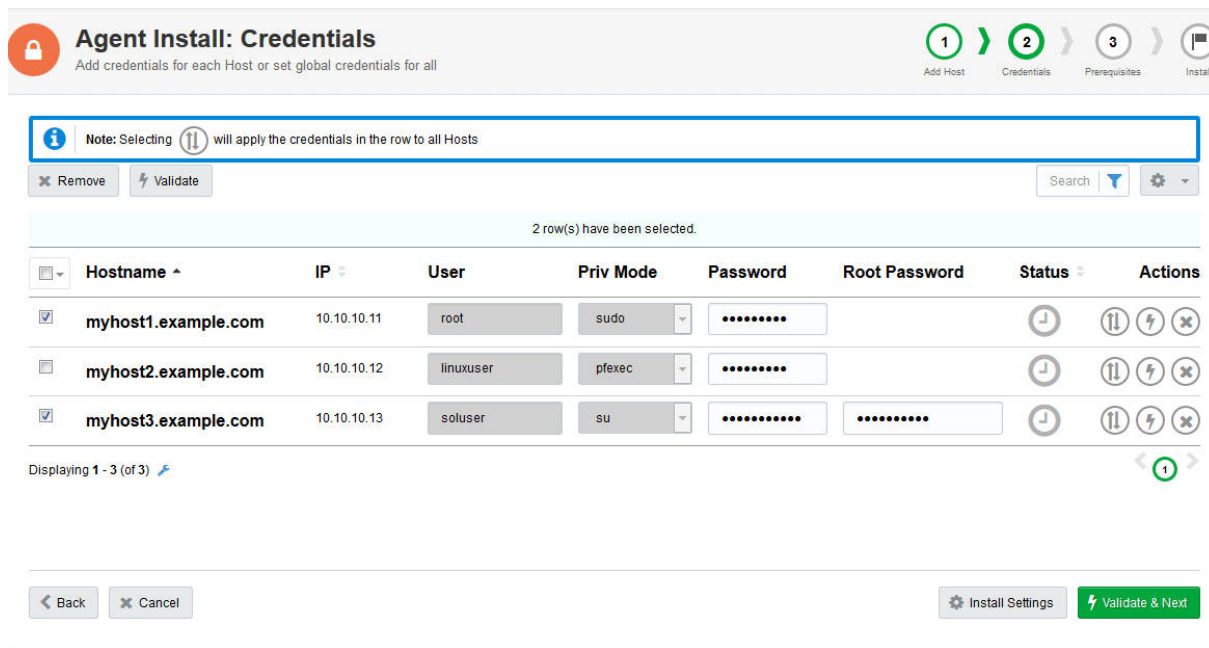 Agent Install: Credentials
Add credentials for each Host or set global credentials for all
1 2 3
Add Host Credentials Prerequisites Instal
Note: Selecting will apply the credentials in the row to all Hosts
Remove Validate Search
2 row(s) have been selected.
Hostname IP User Priv Mode Password Root Password Status Actions
myhost1.example.com 10.10.10.11 root sudo •••••••••
myhost2.example.com 10.10.10.12 linuxuser pfexec •••••••••
myhost3.example.com 10.10.10.13 soluser su ••••••••••• ••••••••••
Displaying 1 - 3 (of 3) 1
Back Cancel Install Settings Validate & Next